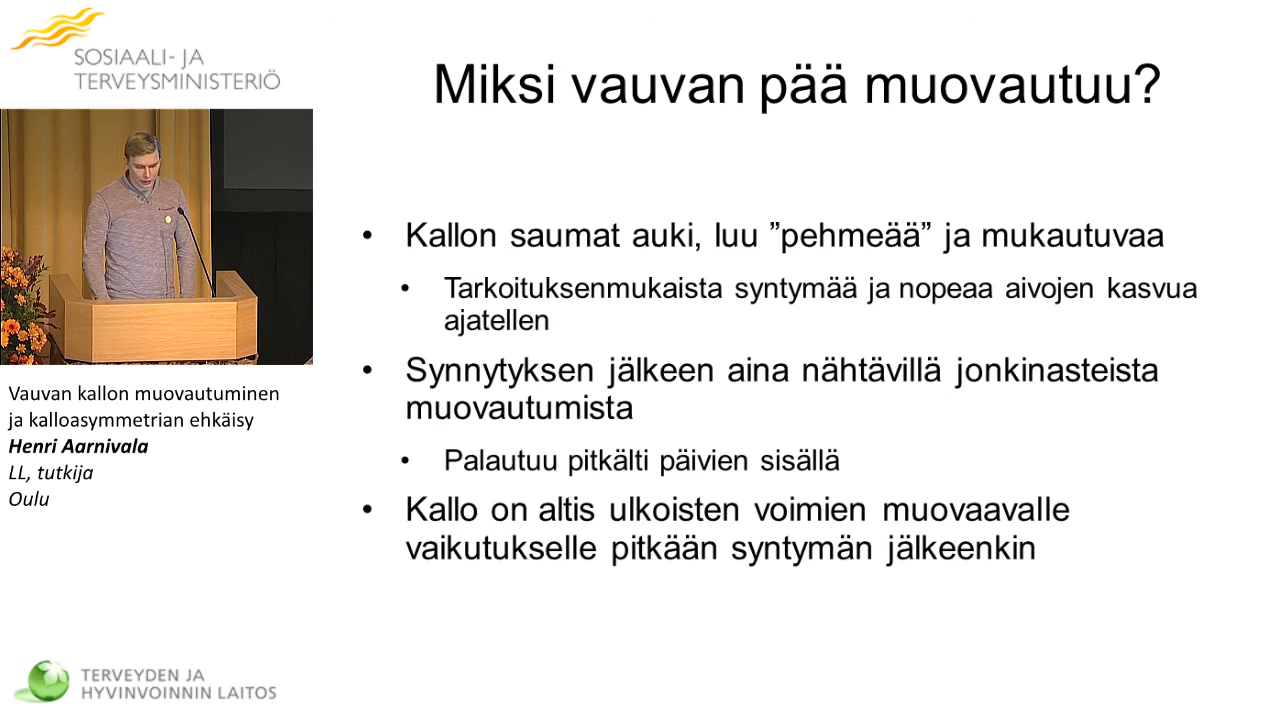 SOSIAALI- JA
TERVEYSMINISTERIÖ
Miksi vauvan pää muovautuu?
• Kallon saumat auki, luu ”pehmeää” ja mukautuvaa
• Tarkoituksenmukaista syntymää ja nopeaa aivojen kasvua
ajatellen
• Synnytyksen jälkeen aina nähtävillä jonkinasteista
muovautumista
• Palautuu pitkälti päivien sisällä
• Kallo on altis ulkoisten voimien muovaavalle
vaikutukselle pitkään syntymän jälkeenkin
Vauvan kallon muovautuminen
ja kalloasymmetrian ehkäisy
Henri Aarnivala
LL, tutkija
Oulu
TERVEYDEN JA
HYVINVOINNIN LAITOS